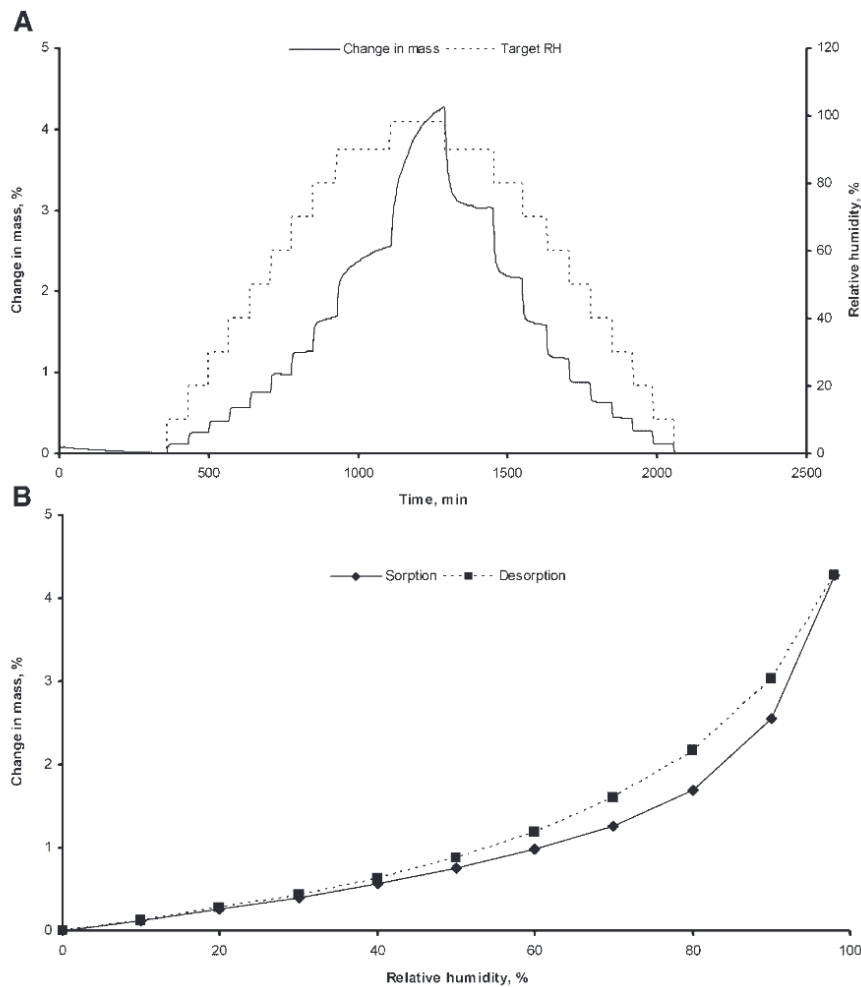 A
Change in mass Target RH
5
4
3
2
1
0
Change in mass, %
120
100
80
60
40
20
0
Relative humidity, %
0 500 1000 1500 2000 2500
Time, min
B
Sorption Desorption
5
4
3
2
1
0
Change in mass, %
0 20 40 60 80 100
Relative humidity, %